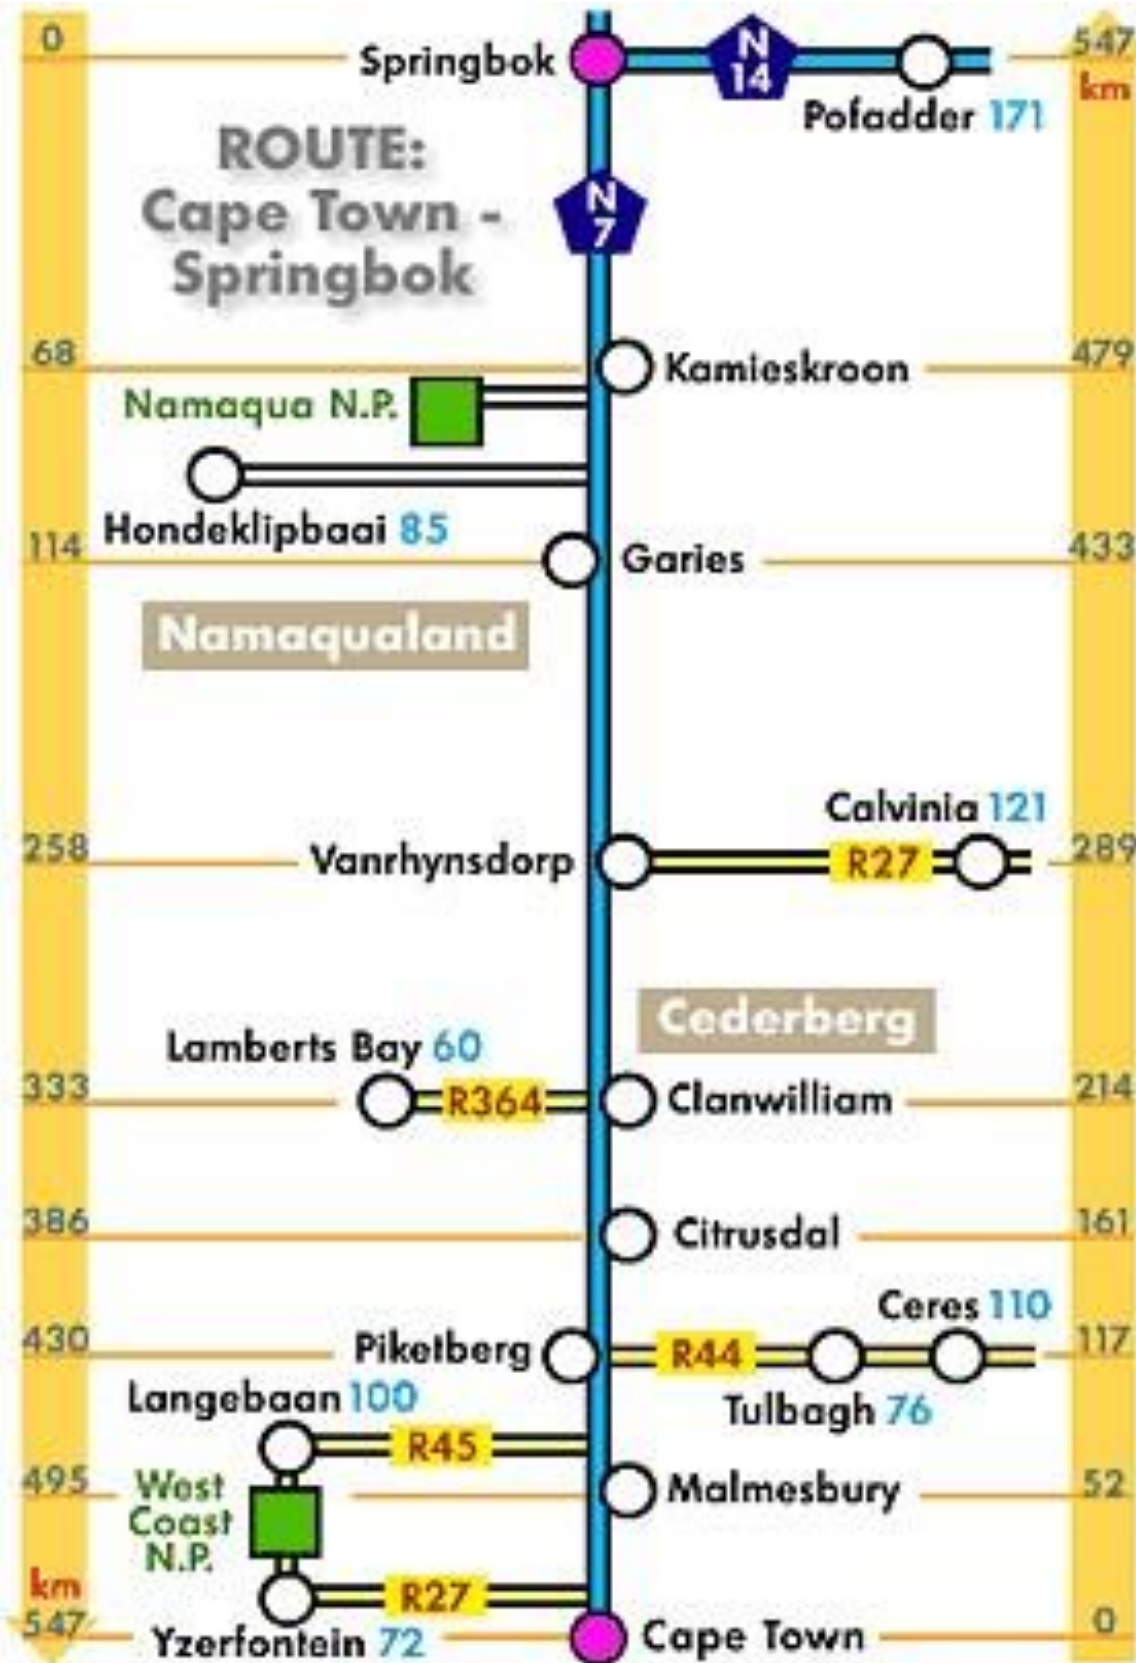 0
Springbok
N
14
547
km
Pofadder 171
ROUTE:
Cape Town -
Springbok
N
7
68
Kamieskroon
479
Namaqua N.P.
Hondeklipbaai 85
114
Garies
433
Namaqualand
Calvinia 121
258
Vanrhynsdorp
R27
289
Cederberg
Lamberts Bay 60
333
R364
Clanwilliam
214
386
Citrusdal
161
Ceres 110
430
Piketberg
R44
117
Langebaan 100
Tulbagh 76
R45
495
West
Coast
N.P.
Malmesbury
52
km
R27
547
Yzerfontein 72
Cape Town
0